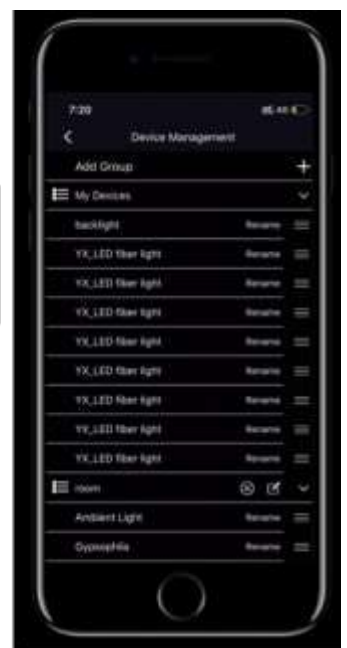 7:20
Device Management
Add Group +
My Devices
backlight Rename
YX_LED fiber light Rename
YX_LED fiber light Rename
YX_LED fiber light Rename
YX_LED fiber light Rename
YX_LED fiber light Rename
YX_LED fiber light Rename
YX_LED fiber light Rename
YX_LED fiber light Rename
room
Ambient Light Rename
Gypsophila Rename